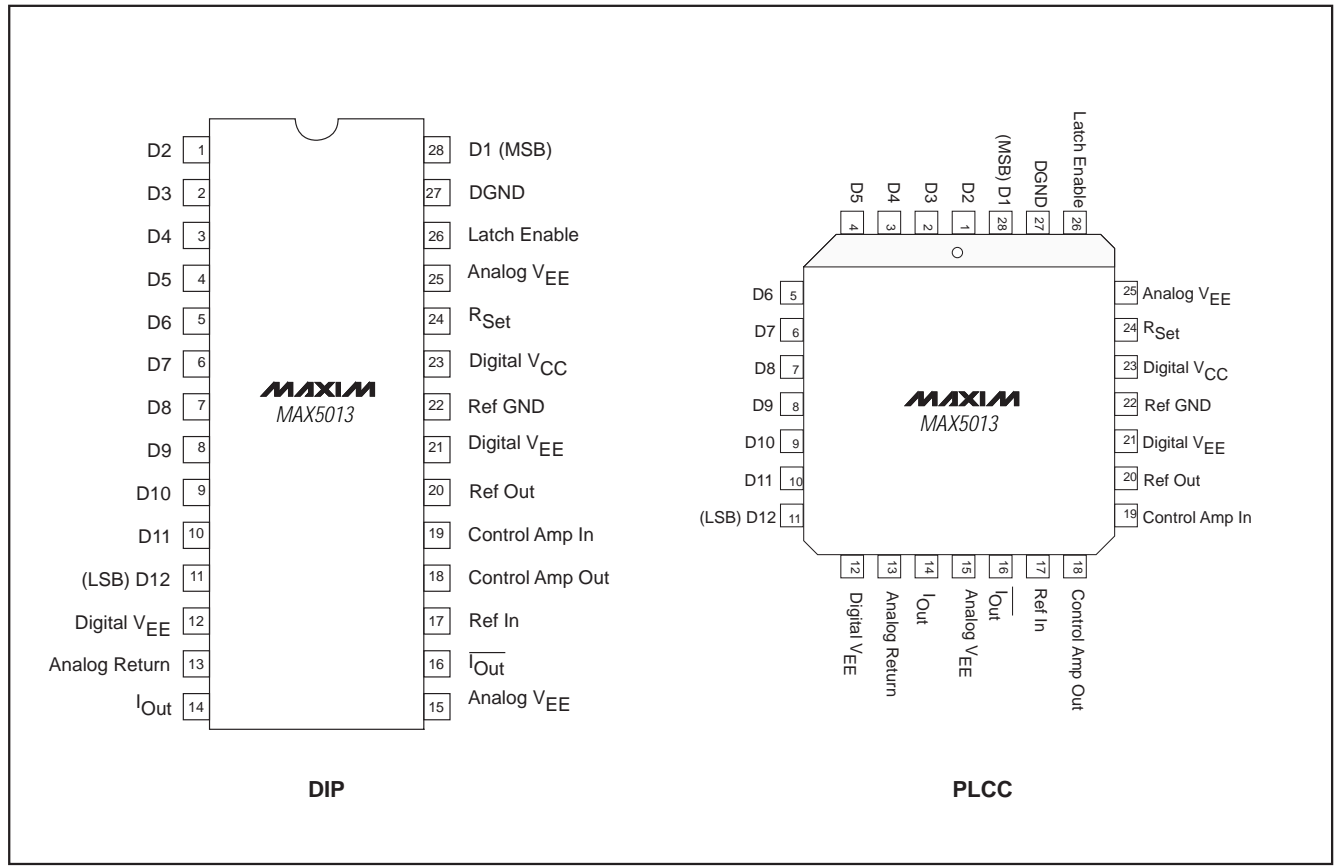 D2 1
D3 2
D4 3
D5 4
D6 5
D7 6
D8 7
D9 8
D10 9
D11 10
(LSB) D12 11
Digital VEE 12
Analog Return 13
IOut 14
MAXIM
MAX5013
28 D1 (MSB)
27 DGND
26 Latch Enable
25 Analog VEE
24 RSet
23 Digital VCC
22 Ref GND
21 Digital VEE
20 Ref Out
19 Control Amp In
18 Control Amp Out
17 Ref In
16 IOut
15 Analog VEE
DIP
D5 4
D4 3
D3 2
D2 1
(MSB) D1 28
DGND 27
Latch Enable 26
D6 5
D7 6
D8 7
D9 8
D10 9
D11 10
(LSB) D12 11
MAXIM
MAX5013
25 Analog VEE
24 RSet
23 Digital VCC
22 Ref GND
21 Digital VEE
20 Ref Out
19 Control Amp In
12 Digital VEE
13 Analog Return
14 IOut
15 Analog VEE
16 IOut
17 Ref In
18 Control Amp Out
PLCC